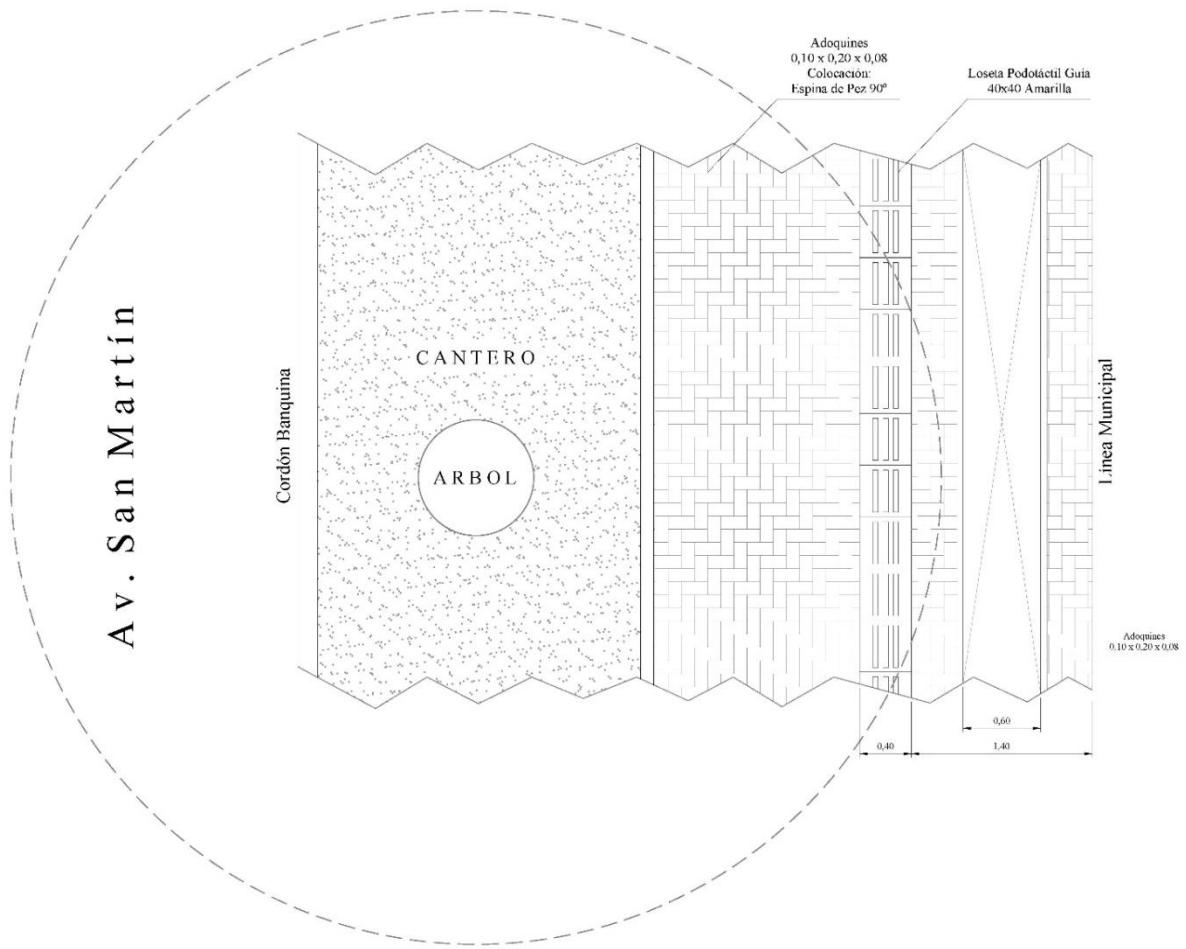 Adoquines
0,10 x 0,20 x 0,08
Colocación:
Espina de Pez 90°
Loseta Podotáctil Guía
40x40 Amarilla
Av. San Martín
Cordón Banquina
CANTERO
ARBOL
Línea Municipal
Adoquines
0.10 x 0,20 x 0,08
0,60
0,40
1,40